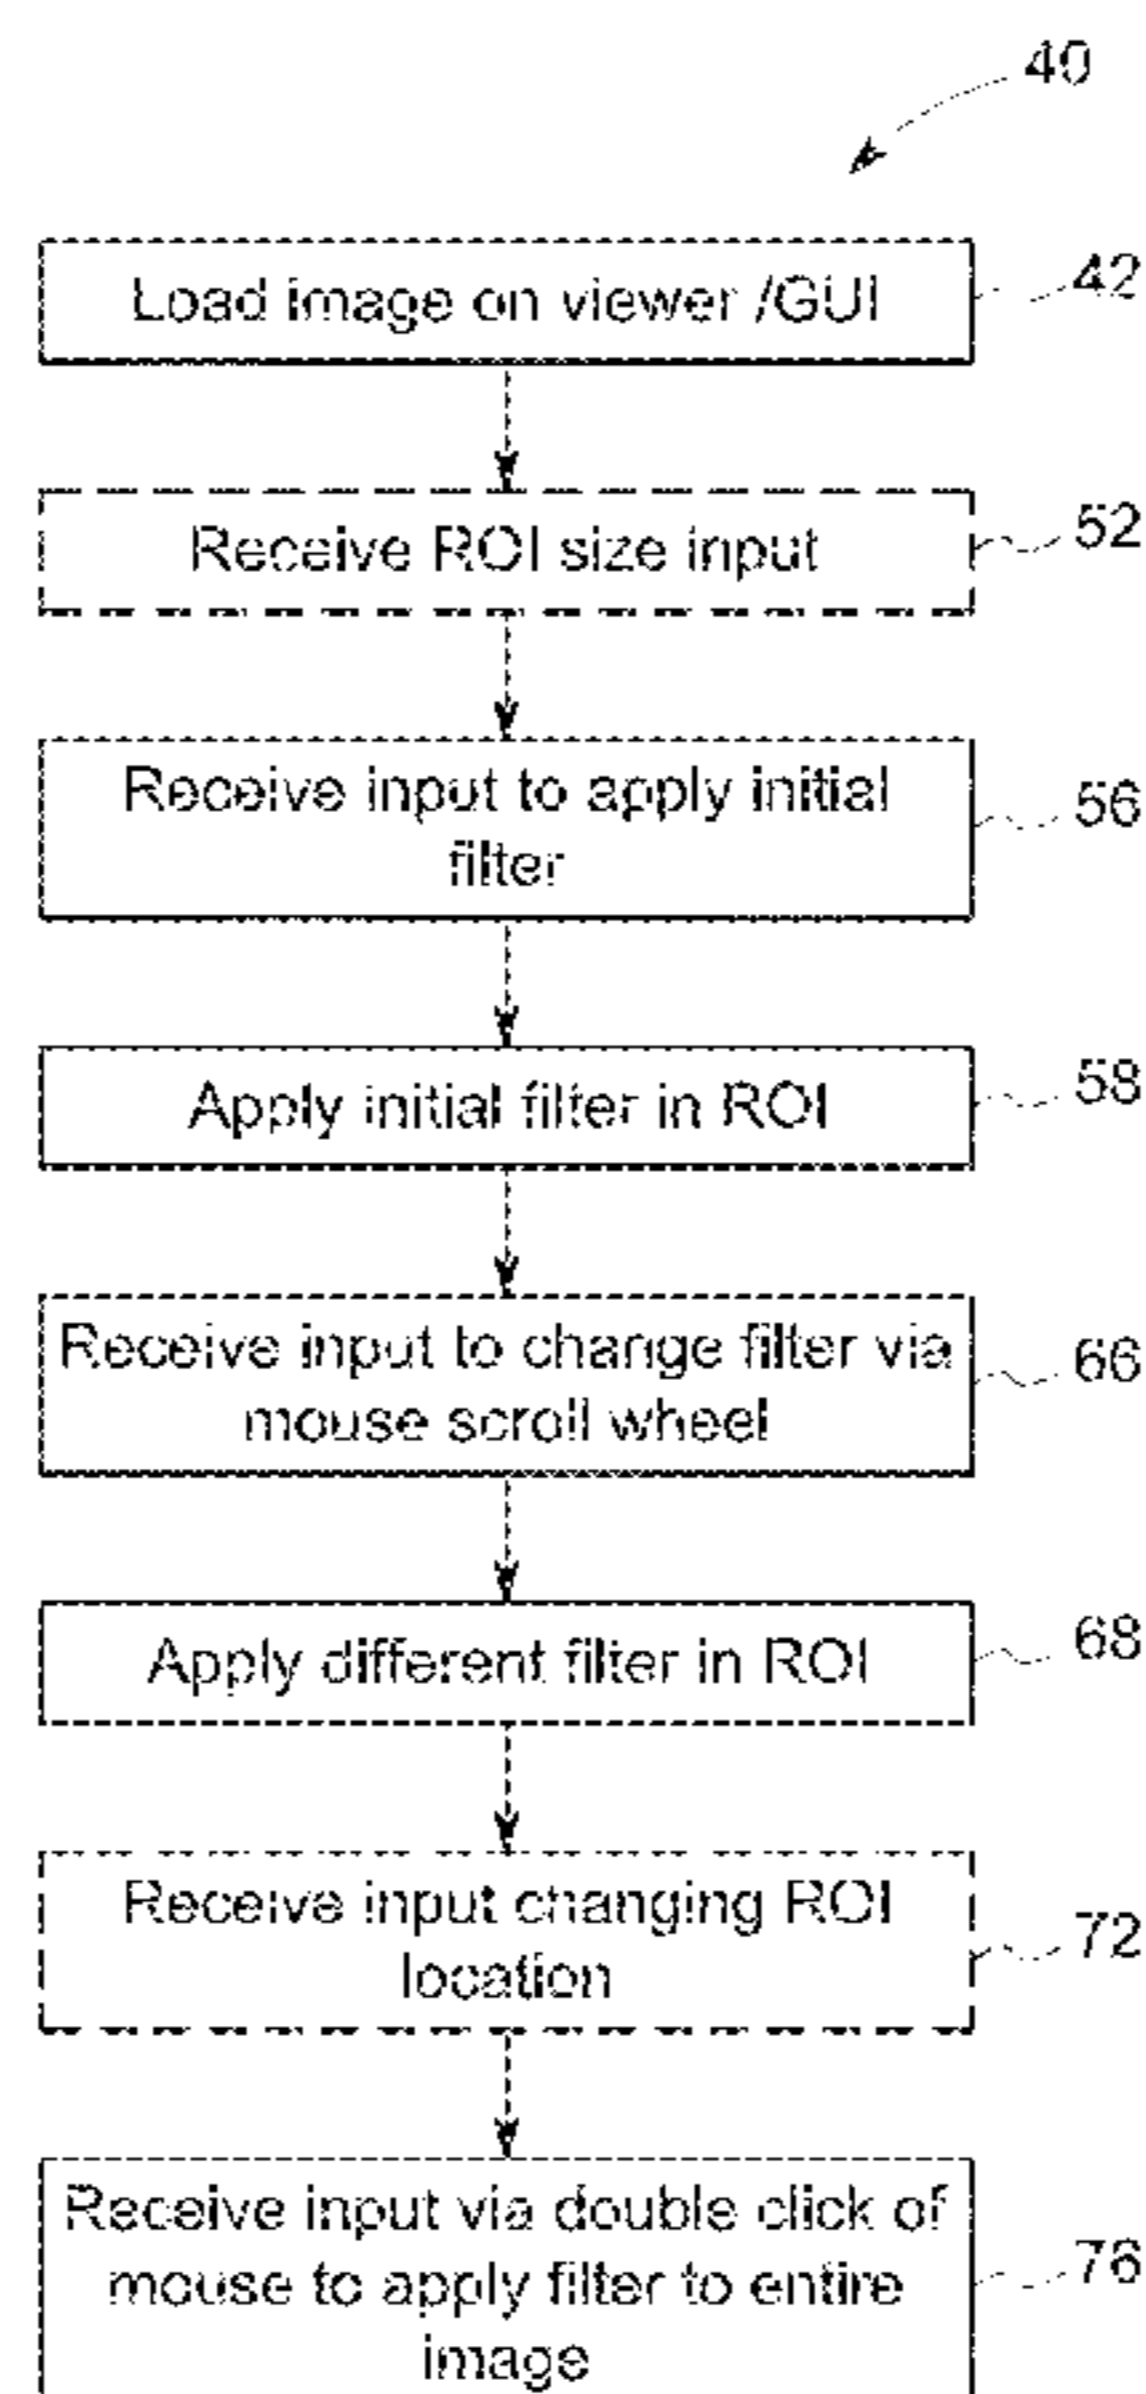 40
Load image on viewer /GUI
42
Receive ROI size input
52
Receive input to apply initial
filter
56
Apply initial filter in ROI
58
Receive input to change filter via
mouse scroll wheel
66
Apply different filter in ROI
68
Receive input changing ROI
location
72
Receive input via double click of
mouse to apply filter to entire
image
76